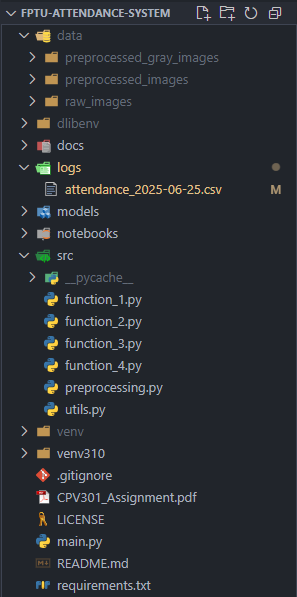 FPTU-ATTENDANCE-SYSTEM
data
preprocessed_gray_images
preprocessed_images
raw_images
dlibenv
docs
logs
attendance_2025-06-25.csv M
models
notebooks
src
__pycache__
function_1.py
function_2.py
function_3.py
function_4.py
preprocessing.py
utils.py
venv
venv310
.gitignore
CPV301_Assignment.pdf
LICENSE
main.py
README.md
requirements.txt